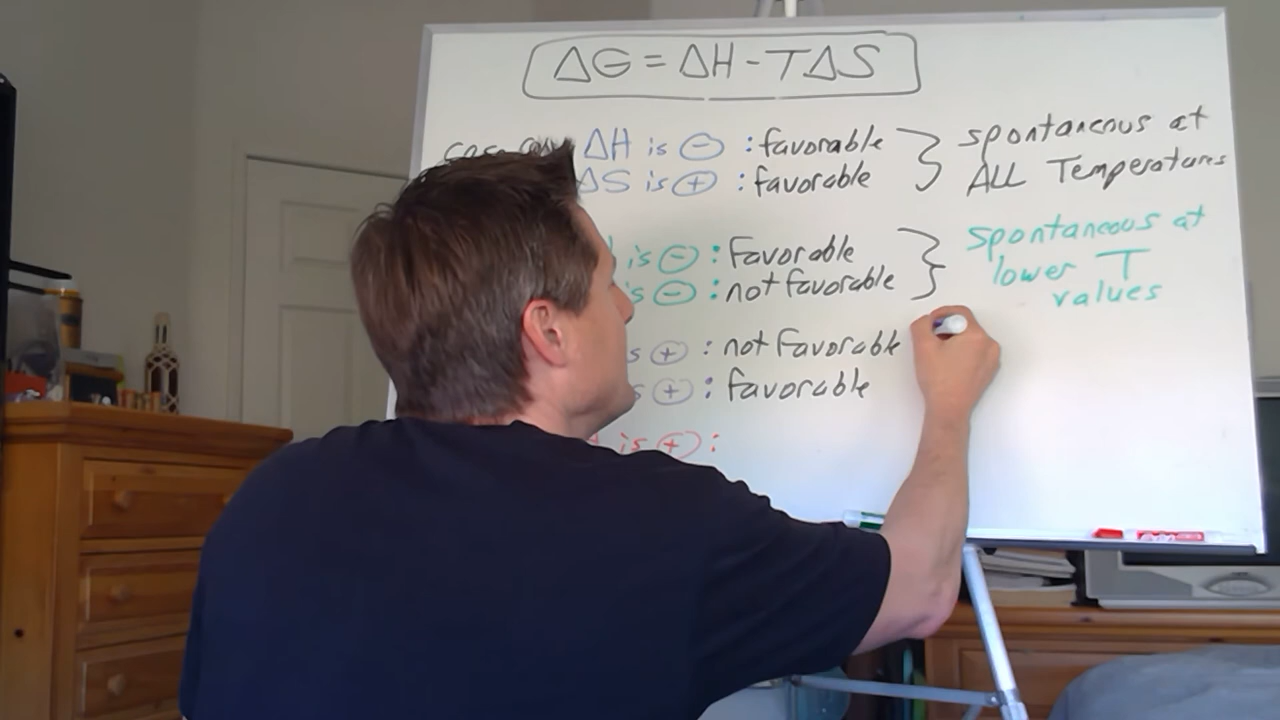 ΔG = ΔH - TΔS
ΔH is ⊖ : favorable
ΔS is ⊕ : favorable
spontaneous at
ALL Temperatures
is ⊖ : Favorable
is ⊖ : not favorable
spontaneous at
lower T
values
⊕ : not favorable
⊕ : favorable
is ⊕ :